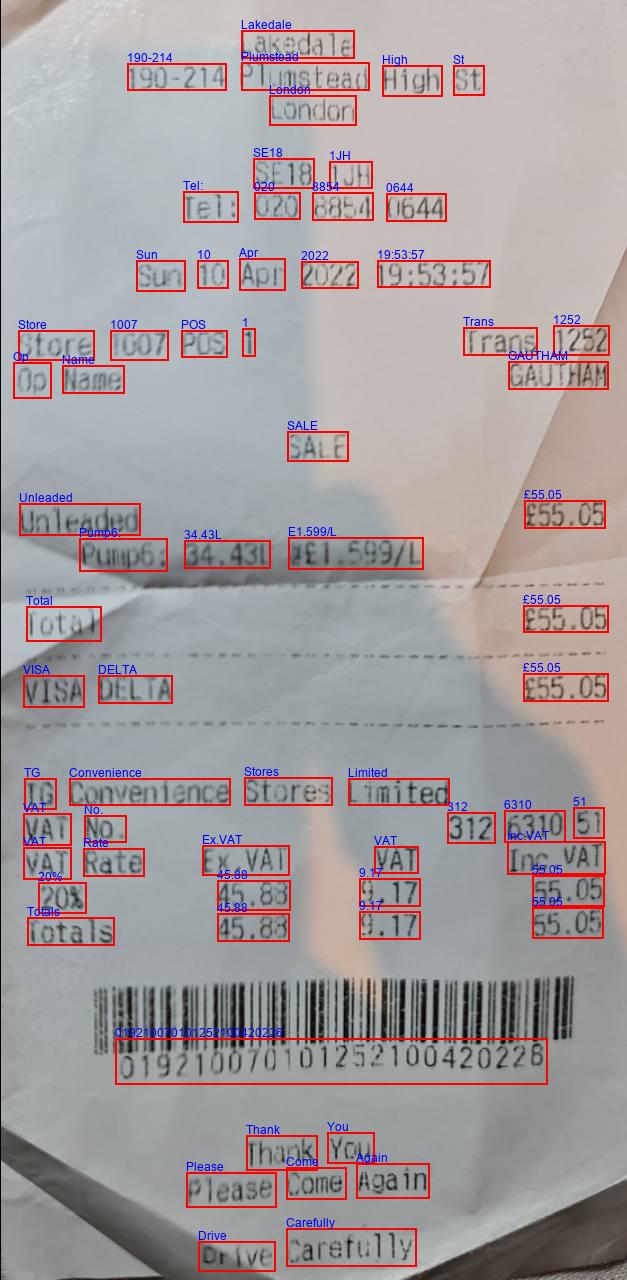 Lakedale
190-214 Plumstead High St
London
SE18 1JH
Tel: 020 8854 0644
Sun 10 Apr 2022 19:53:57
Store 1007 POS 1 Trans 1252
Op Name GAUTHAM
SALE
Unleaded £55.05
Pump6: 34.43L @£1.599/L
Total £55.05
VISA DELTA £55.05
TG Convenience Stores Limited
VAT No. 312 6310 51
VAT Rate Ex.VAT VAT Inc.VAT
20% 45.88 9.17 55.05
Totals 45.88 9.17 55.05
019210070101252100420228
Thank You
Please Come Again
Drive Carefully